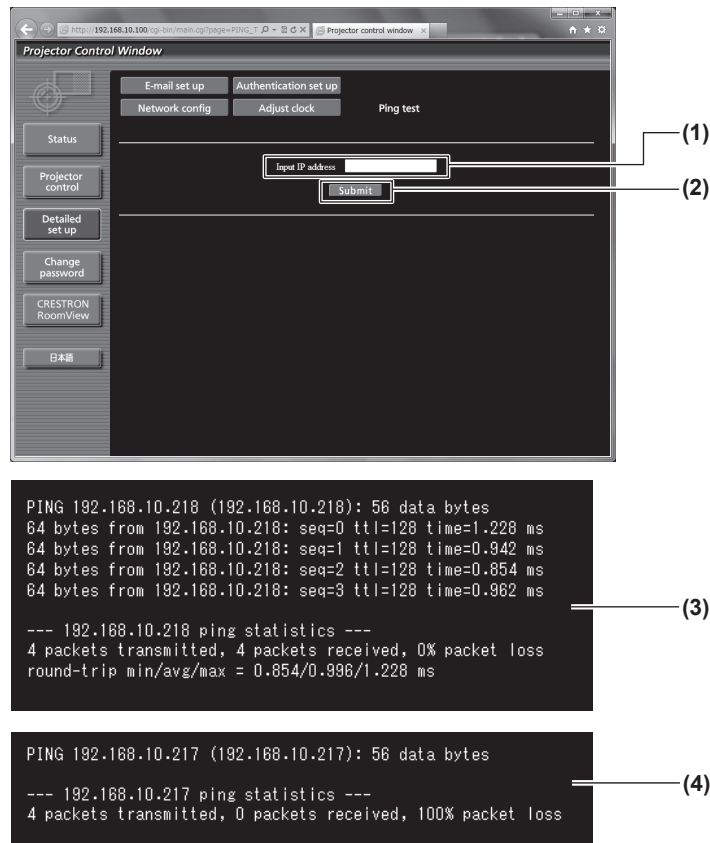 http://192.168.10.100/cgi-bin/main.cgi?page=PING_T
Projector control window
Projector Control Window
E-mail set up
Authentication set up
Network config
Adjust clock
Ping test
Status
Projector
control
Detailed
set up
Change
password
CRESTRON
RoomView
日本語
Input IP address
Submit
(1)
(2)
PING 192.168.10.218 (192.168.10.218): 56 data bytes
64 bytes from 192.168.10.218: seq=0 ttl=128 time=1.228 ms
64 bytes from 192.168.10.218: seq=1 ttl=128 time=0.942 ms
64 bytes from 192.168.10.218: seq=2 ttl=128 time=0.854 ms
64 bytes from 192.168.10.218: seq=3 ttl=128 time=0.962 ms
--- 192.168.10.218 ping statistics ---
4 packets transmitted, 4 packets received, 0% packet loss
round-trip min/avg/max = 0.854/0.996/1.228 ms
(3)
PING 192.168.10.217 (192.168.10.217): 56 data bytes
--- 192.168.10.217 ping statistics ---
4 packets transmitted, 0 packets received, 100% packet loss
(4)